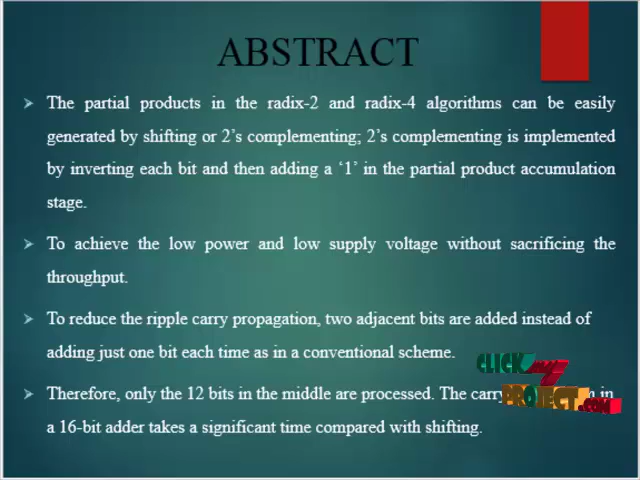 ABSTRACT
The partial products in the radix-2 and radix-4 algorithms can be easily
generated by shifting or 2's complementing; 2's complementing is implemented
by inverting each bit and then adding a ‘1’ in the partial product accumulation
stage.
To achieve the low power and low supply voltage without sacrificing the
throughput.
To reduce the ripple carry propagation, two adjacent bits are added instead of
adding just one bit each time as in a conventional scheme.
Therefore, only the 12 bits in the middle are processed. The carry in
a 16-bit adder takes a significant time compared with shifting.
CLICK my
PROJECT.COM